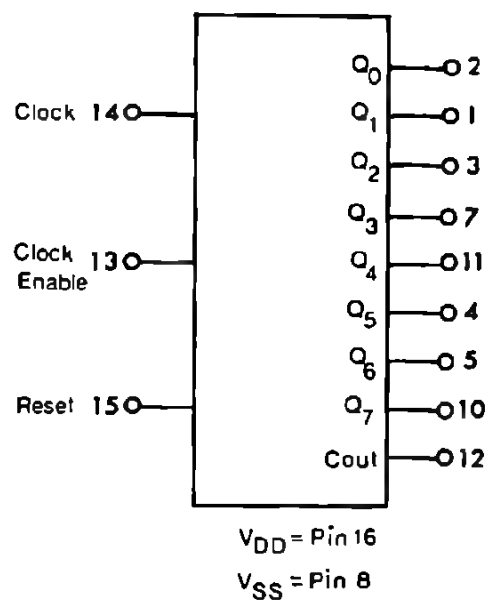 Q0 2
Clock 14 Q1 1
Q2 3
Q3 7
Clock Enable 13 Q4 11
Q5 4
Q6 5
Reset 15 Q7 10
Cout 12
VDD = Pin 16
VSS = Pin 8